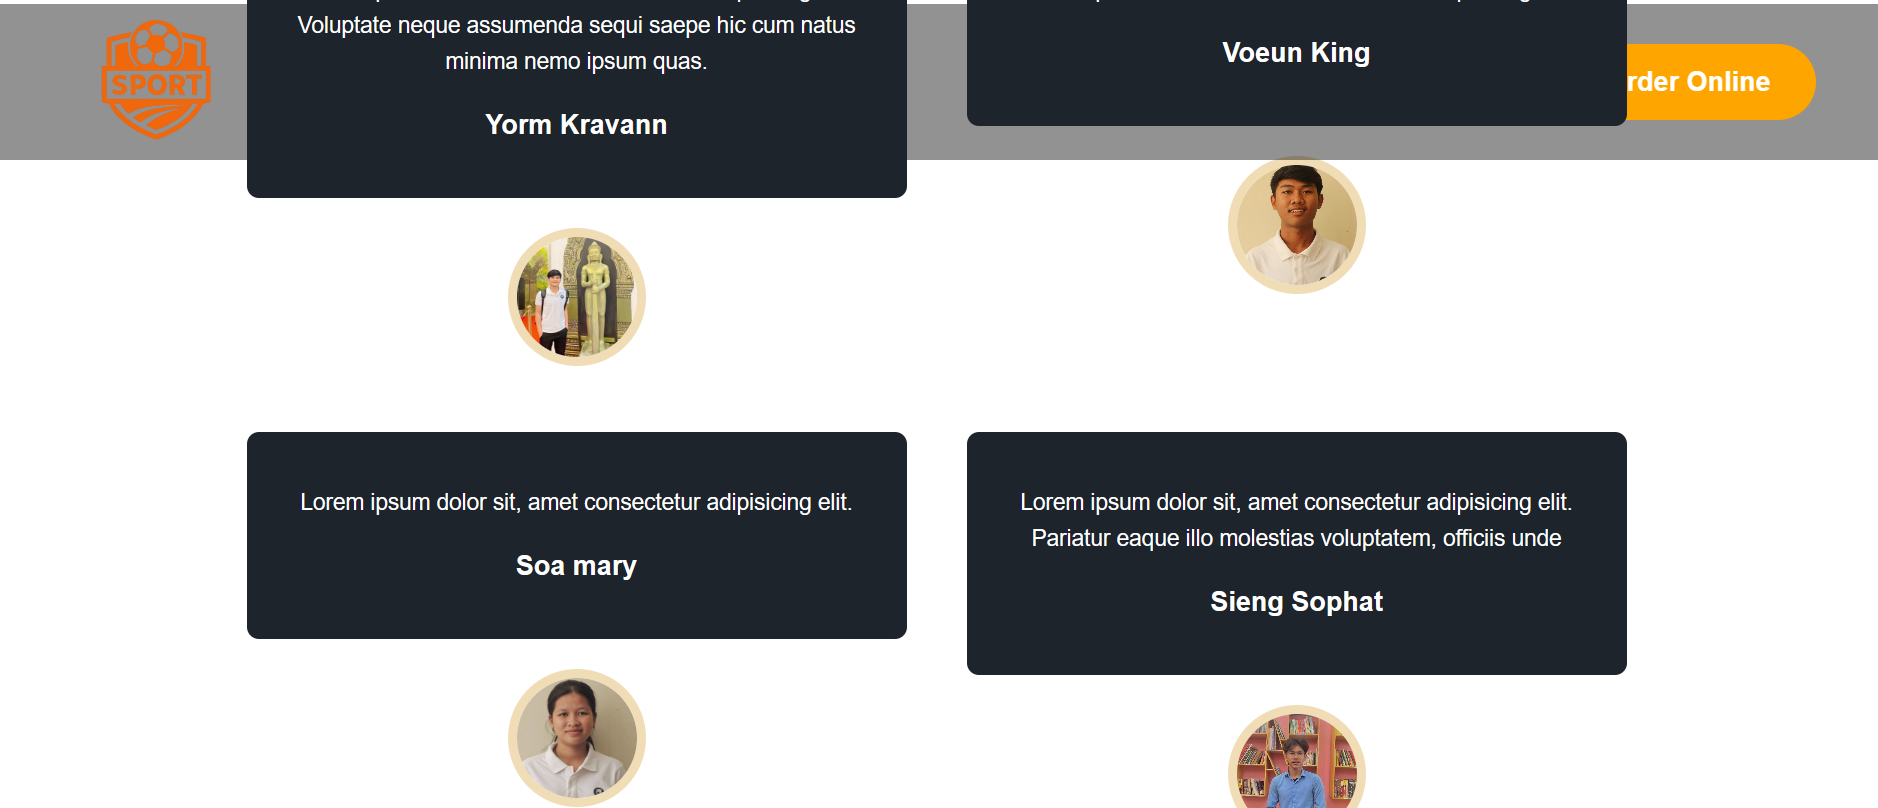 SPORT
Voluptate neque assumenda sequi saepe hic cum natus
minima nemo ipsum quas.
Yorm Kravann
Voeun King
rder Online
Lorem ipsum dolor sit, amet consectetur adipisicing elit.
Soa mary
Lorem ipsum dolor sit, amet consectetur adipisicing elit.
Pariatur eaque illo molestias voluptatem, officiis unde
Sieng Sophat